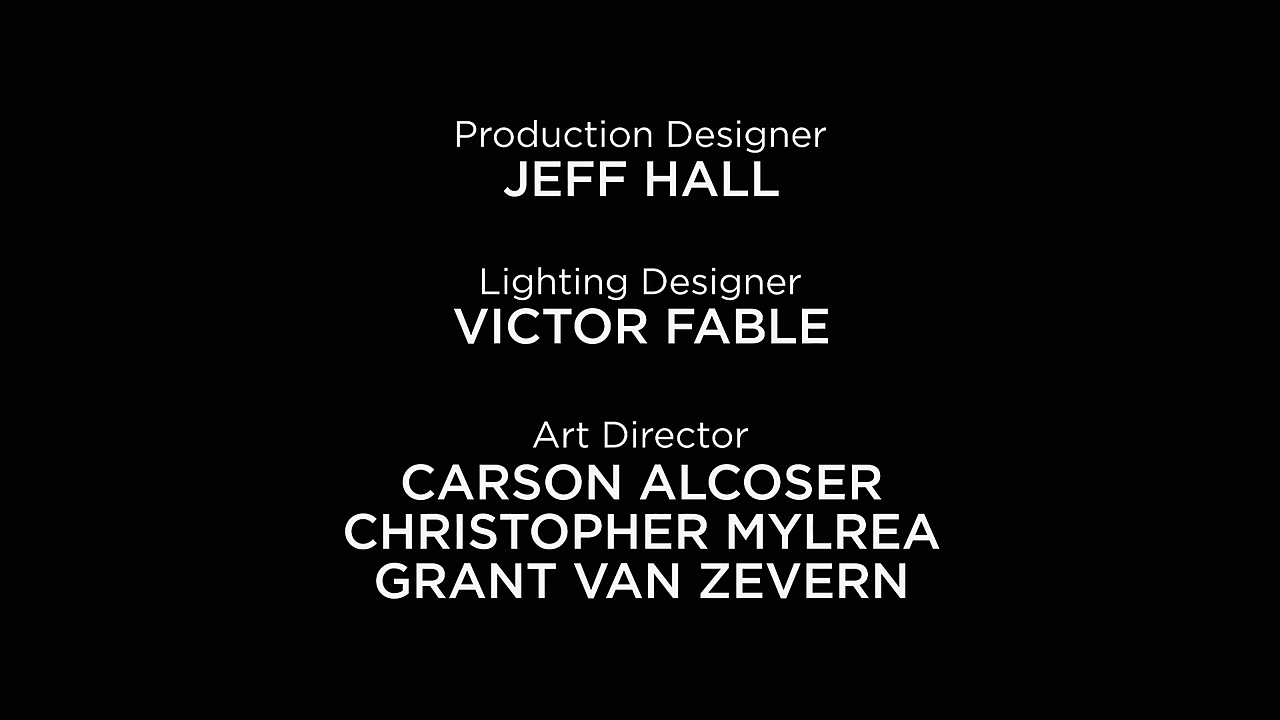 Production Designer
JEFF HALL
Lighting Designer
VICTOR FABLE
Art Director
CARSON ALCOSER
CHRISTOPHER MYLREA
GRANT VAN ZEVERN